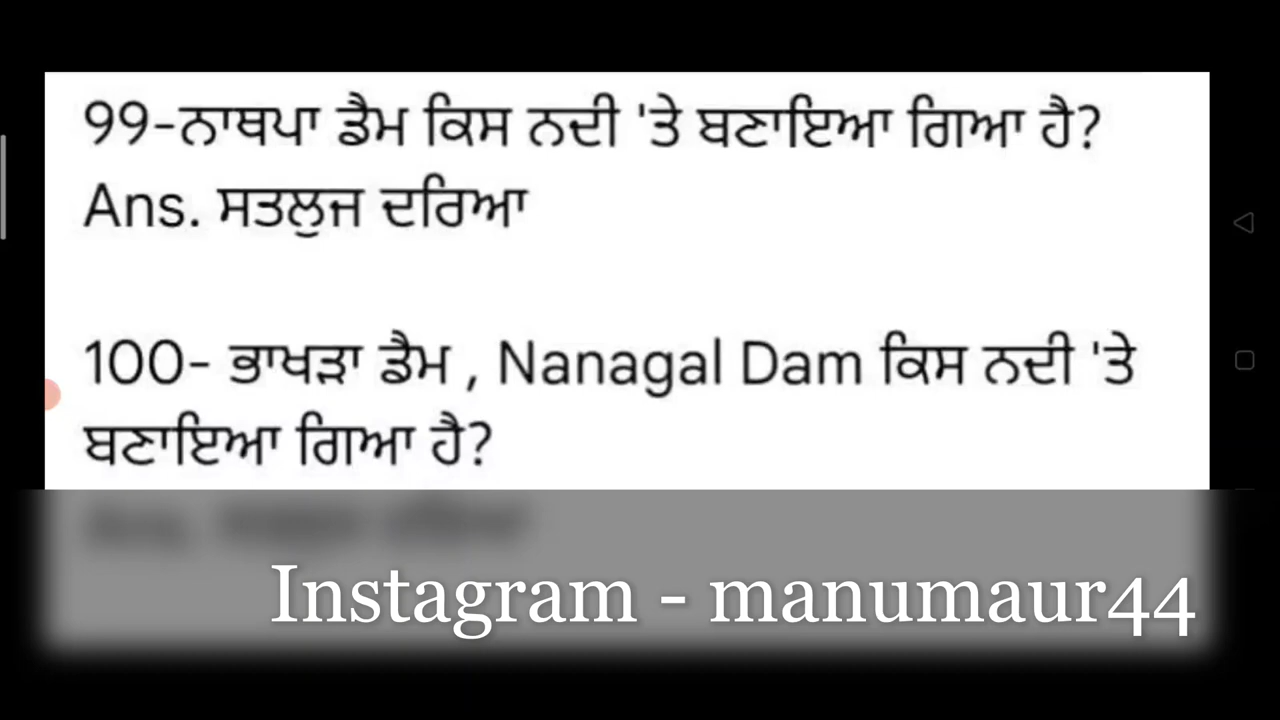 99-ਨਾਥਪਾ ਡੈਮ ਕਿਸ ਨਦੀ 'ਤੇ ਬਣਾਇਆ ਗਿਆ ਹੈ?
Ans. ਸਤਲੁਜ ਦਰਿਆ
100- ਭਾਖੜਾ ਡੈਮ , Nanagal Dam ਕਿਸ ਨਦੀ 'ਤੇ
ਬਣਾਇਆ ਗਿਆ ਹੈ?
Instagram - manumaur44